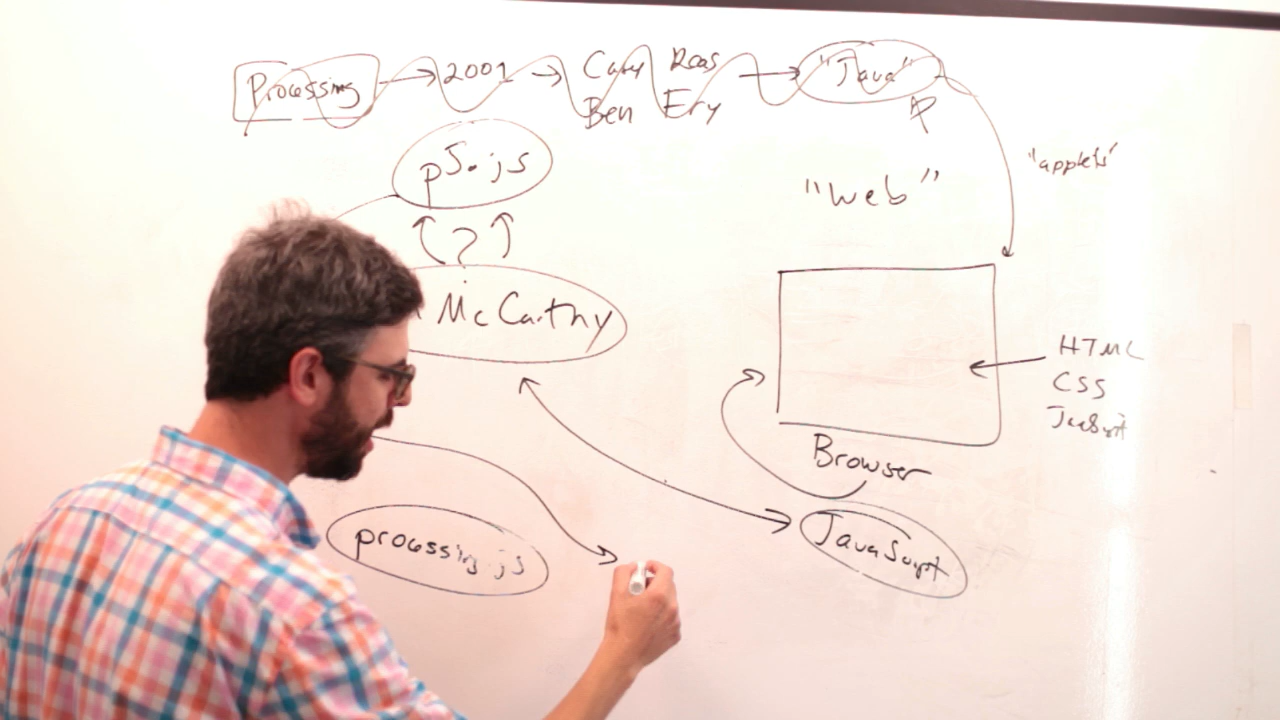 Processing → 2001 → Casey Reas → "Java"
Ben Fry
"applets"
p5.js
"Web"
?
McCarthy
HTML
CSS
JavaScript
Browser
processing.js
JavaScript